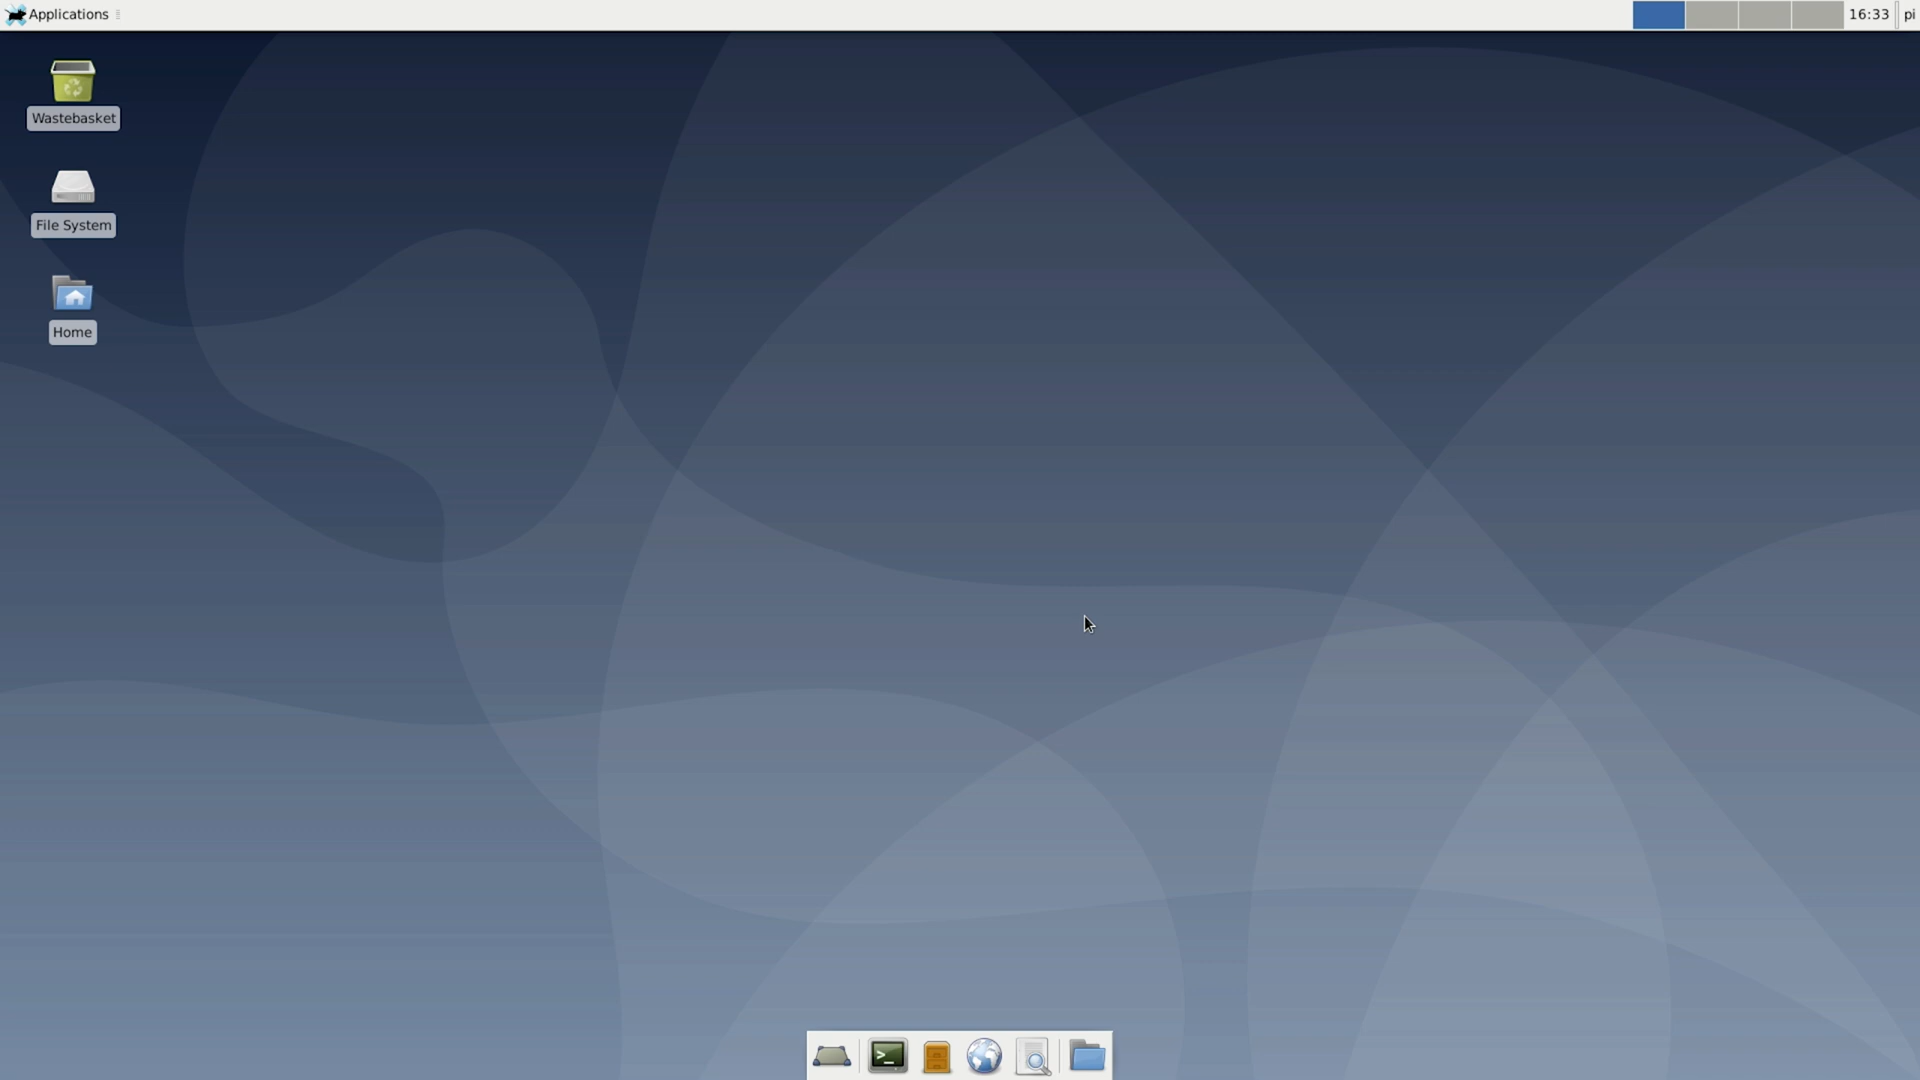 Applications
16:33
pi
Wastebasket
File System
Home